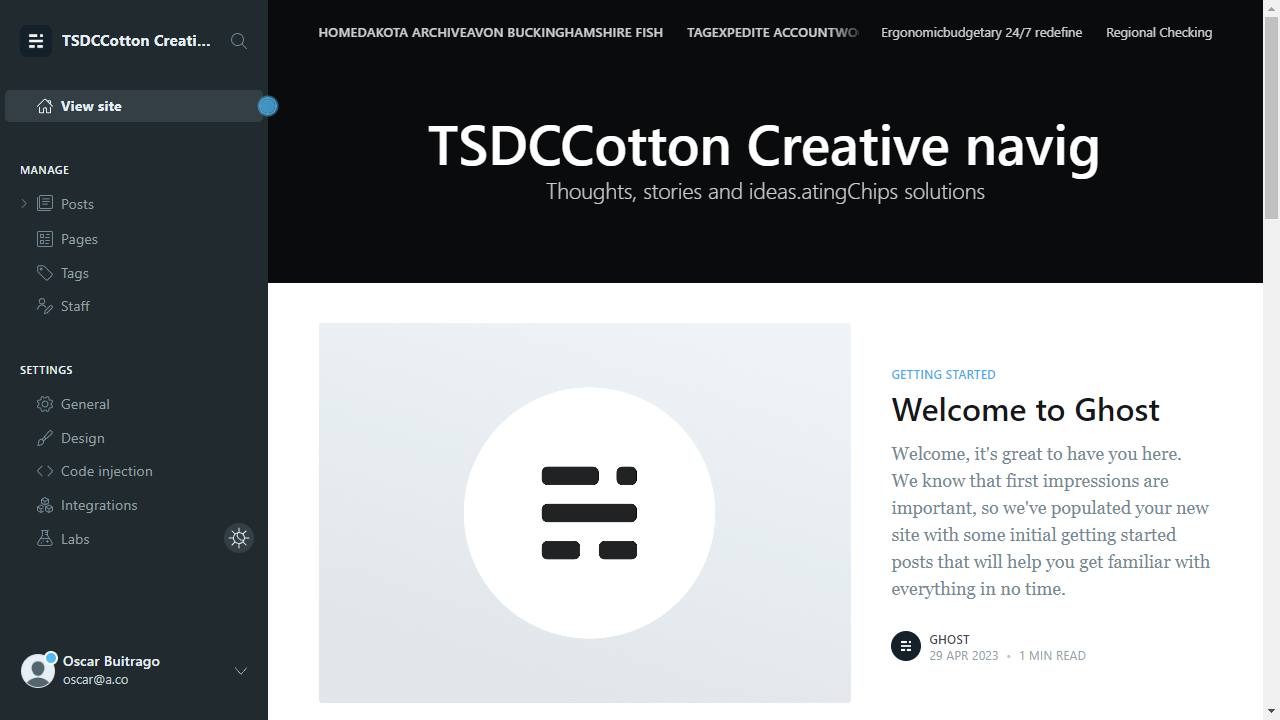 TSDCCotton Creati...
View site
MANAGE
Posts
Pages
Tags
Staff
SETTINGS
General
Design
Code injection
Integrations
Labs
Oscar Buitrago
oscar@a.co
HOMEDAKOTA ARCHIVEAVON BUCKINGHAMSHIRE FISH TAGEXPEDITE ACCOUNTWO Ergonomicbudgetary 24/7 redefine Regional Checking
TSDCCotton Creative navig
Thoughts, stories and ideas.atingChips solutions
GETTING STARTED
Welcome to Ghost
Welcome, it's great to have you here.
We know that first impressions are
important, so we've populated your new
site with some initial getting started
posts that will help you get familiar with
everything in no time.
GHOST
29 APR 2023 • 1 MIN READ